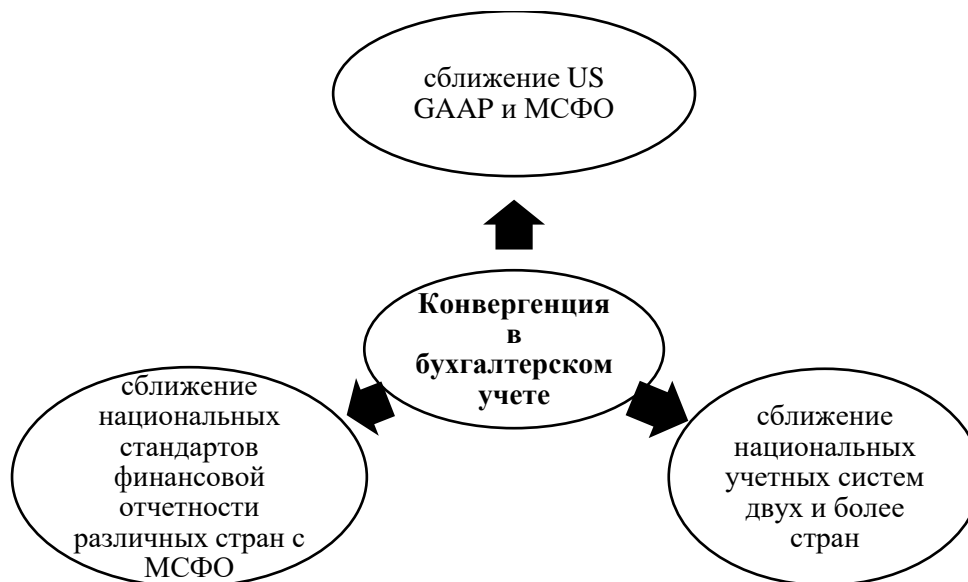 сближение US
GAAP и МСФО
Конвергенция
в
бухгалтерском
учете
сближение
национальных
стандартов
финансовой
отчетности
различных стран с
МСФО
сближение
национальных
учетных систем
двух и более
стран